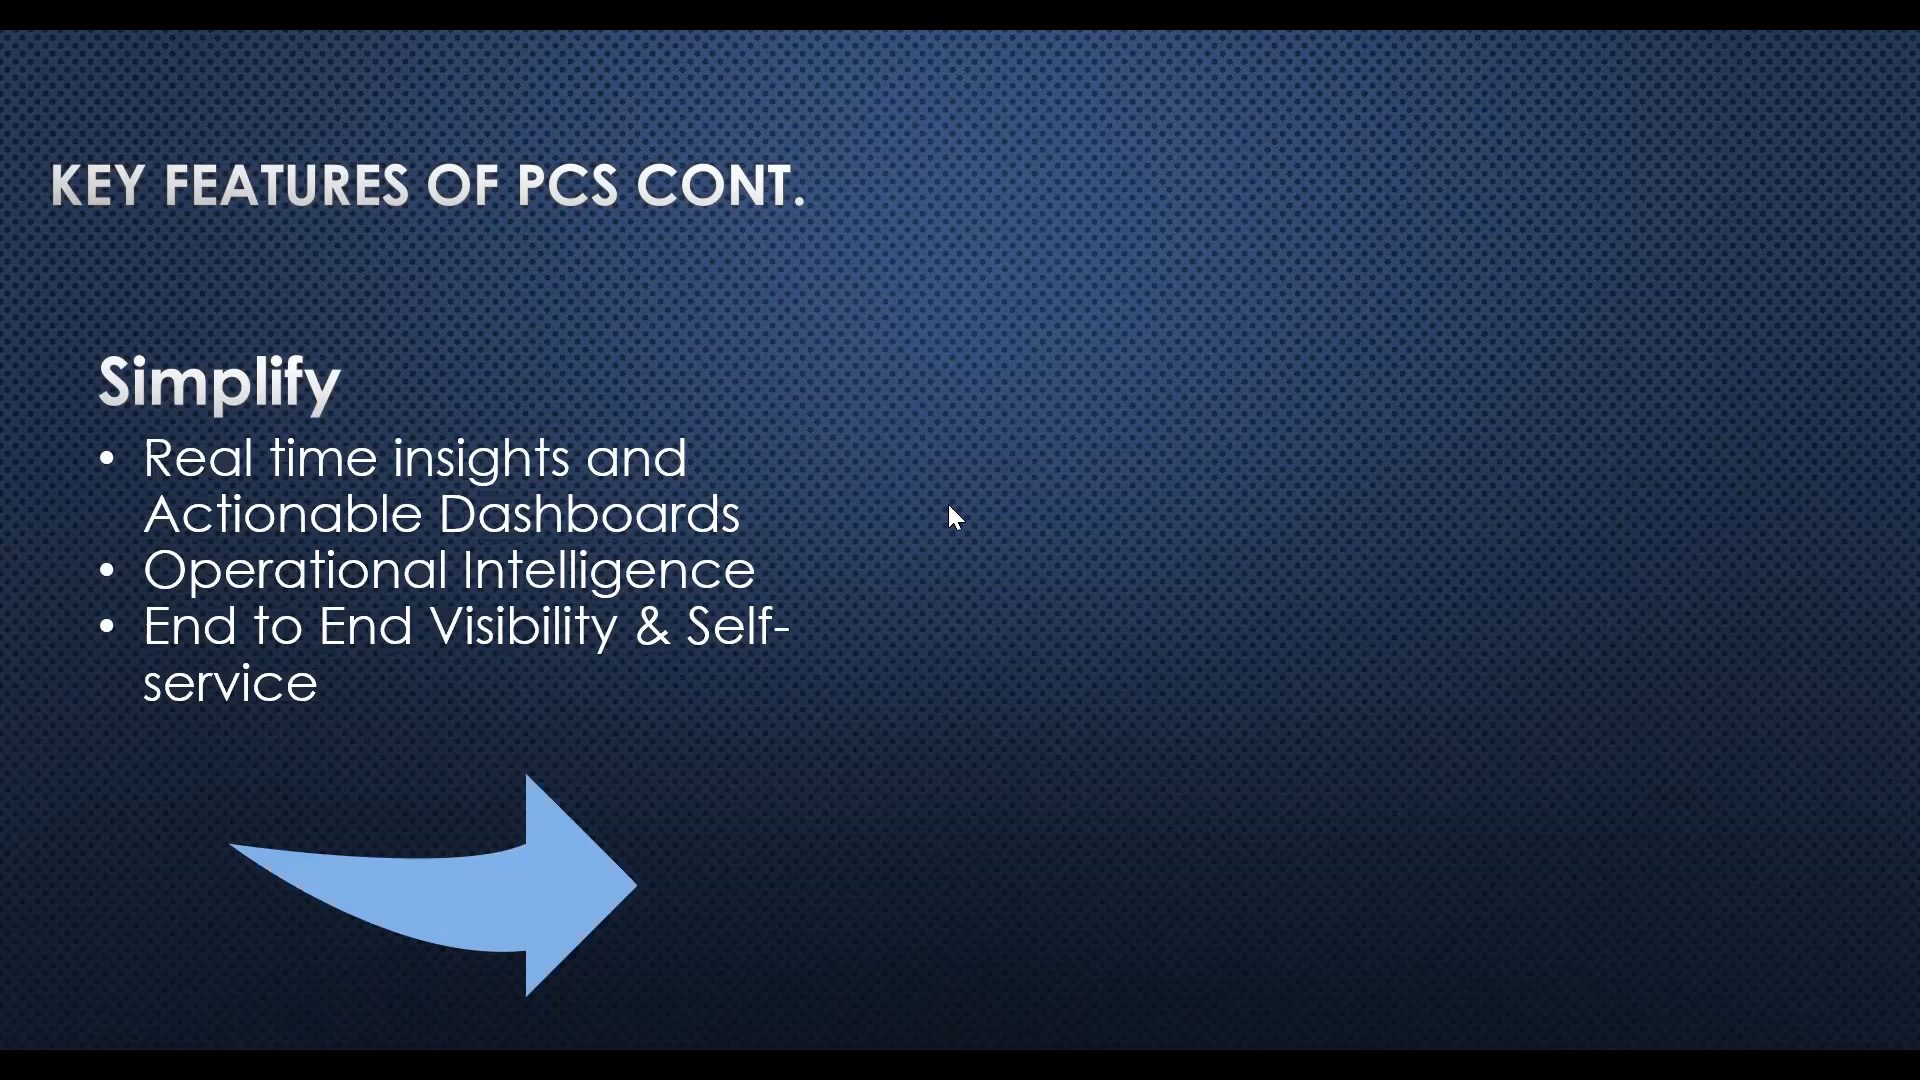 KEY FEATURES OF PCS CONT.
Simplify
• Real time insights and
Actionable Dashboards
• Operational Intelligence
• End to End Visibility & Self-
service